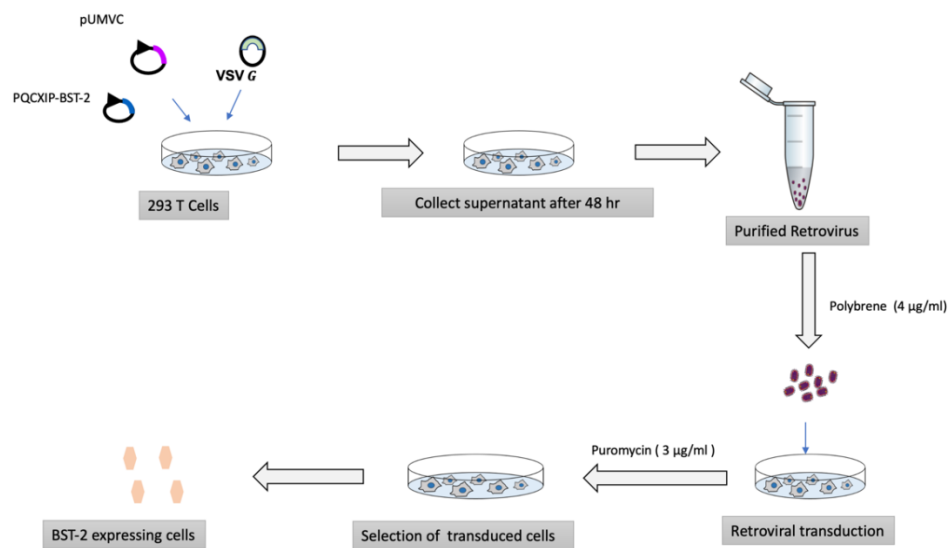 pUMVC
VSV G
PQCXIP-BST-2
293 T Cells
Collect supernatant after 48 hr
Purified Retrovirus
Polybrene (4 µg/ml)
Puromycin ( 3 µg/ml )
BST-2 expressing cells
Selection of transduced cells
Retroviral transduction